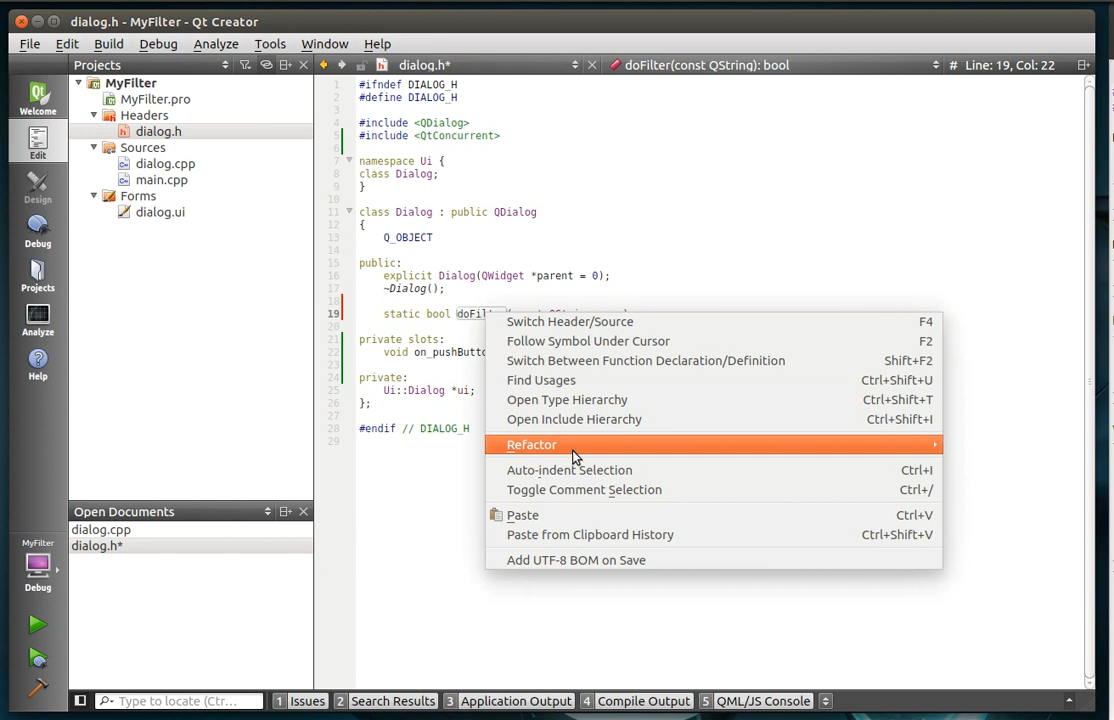 dialog.h - MyFilter - Qt Creator
File Edit Build Debug Analyze Tools Window Help
Projects
dialog.h*
doFilter(const QString): bool
# Line: 19, Col: 22
Welcome
Edit
Design
Debug
Projects
Analyze
Help
MyFilter
Debug
MyFilter
MyFilter.pro
Headers
dialog.h
Sources
dialog.cpp
main.cpp
Forms
dialog.ui
Open Documents
dialog.cpp
dialog.h*
1 #ifndef DIALOG_H
2 #define DIALOG_H
3
4 #include <QDialog>
5 #include <QtConcurrent>
6
7 namespace Ui {
8 class Dialog;
9 }
10
11 class Dialog : public QDialog
12 {
13 Q_OBJECT
14
15 public:
16 explicit Dialog(QWidget *parent = 0);
17 ~Dialog();
18
19 static bool
20
21 private slots:
22 void
23
24 private:
25 Ui::Dialog *ui;
26 };
27
28 #endif // DIALOG_H
29
Switch Header/Source F4
Follow Symbol Under Cursor F2
Switch Between Function Declaration/Definition Shift+F2
Find Usages Ctrl+Shift+U
Open Type Hierarchy Ctrl+Shift+T
Open Include Hierarchy Ctrl+Shift+I
Refactor
Auto-indent Selection Ctrl+I
Toggle Comment Selection Ctrl+/
Paste Ctrl+V
Paste from Clipboard History Ctrl+Shift+V
Add UTF-8 BOM on Save
Type to locate (Ctr...
1 Issues
2 Search Results
3 Application Output
4 Compile Output
5 QML/JS Console